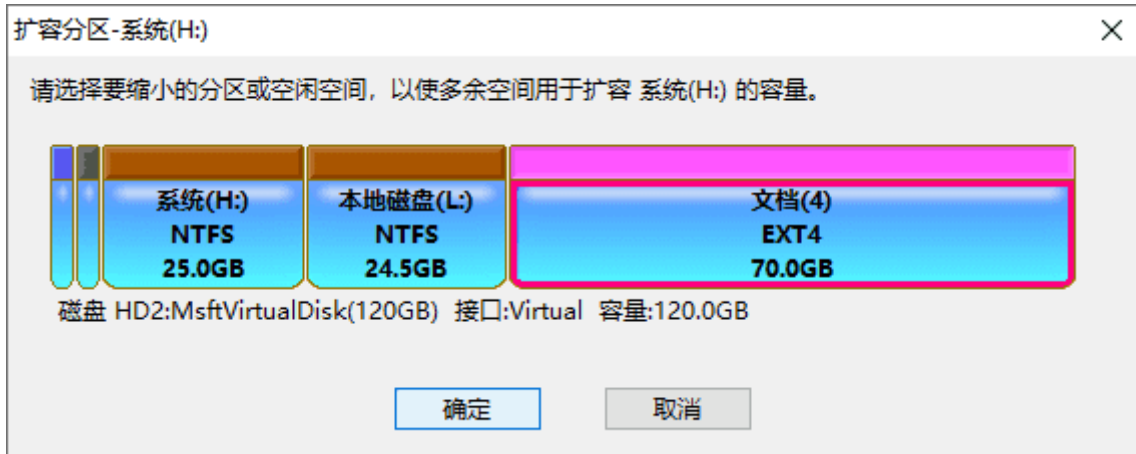 扩容分区-系统(H:)
请选择要缩小的分区或空闲空间，以使多余空间用于扩容 系统(H:) 的容量。
系统(H:) 本地磁盘(L:) 文档(4)
NTFS NTFS EXT4
25.0GB 24.5GB 70.0GB
磁盘 HD2:MsftVirtualDisk(120GB) 接口:Virtual 容量:120.0GB
确定 取消